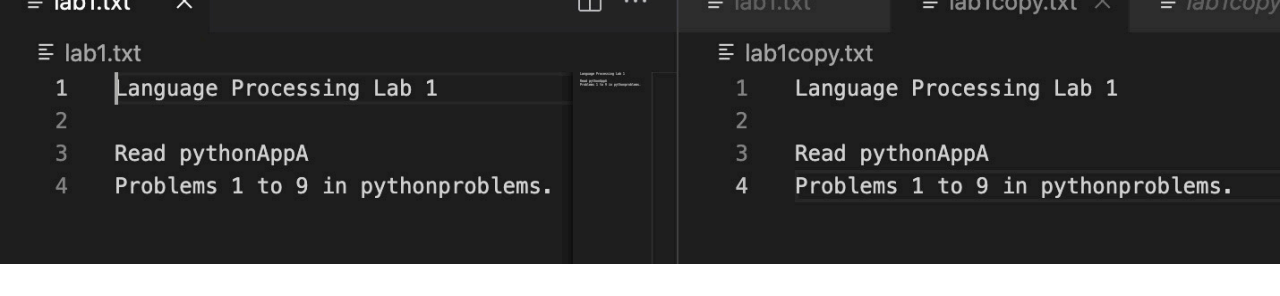 lab1.txt
lab1.txt lab1copy.txt lab1copy
lab1.txt
1 Language Processing Lab 1
2
3 Read pythonAppA
4 Problems 1 to 9 in pythonproblems.
lab1copy.txt
1 Language Processing Lab 1
2
3 Read pythonAppA
4 Problems 1 to 9 in pythonproblems.